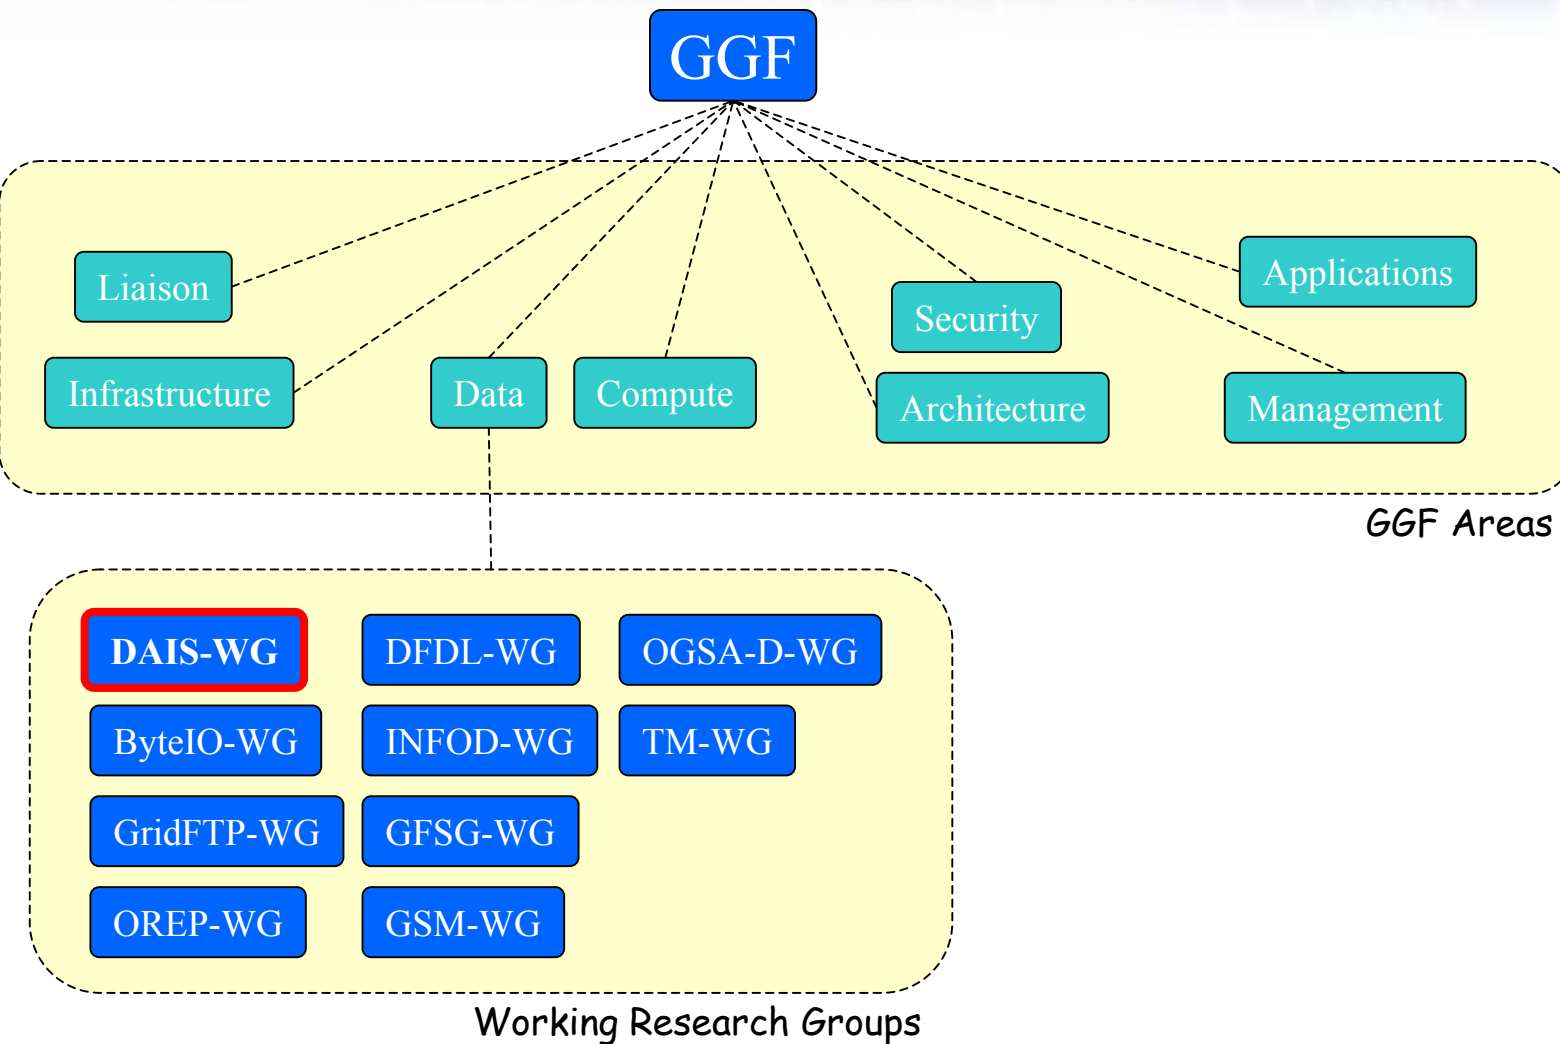 GGF
Liaison
Applications
Security
Infrastructure
Data
Compute
Architecture
Management
GGF Areas
DAIS-WG
DFDL-WG
OGSA-D-WG
ByteIO-WG
INFOD-WG
TM-WG
GridFTP-WG
GFSG-WG
OREP-WG
GSM-WG
Working Research Groups